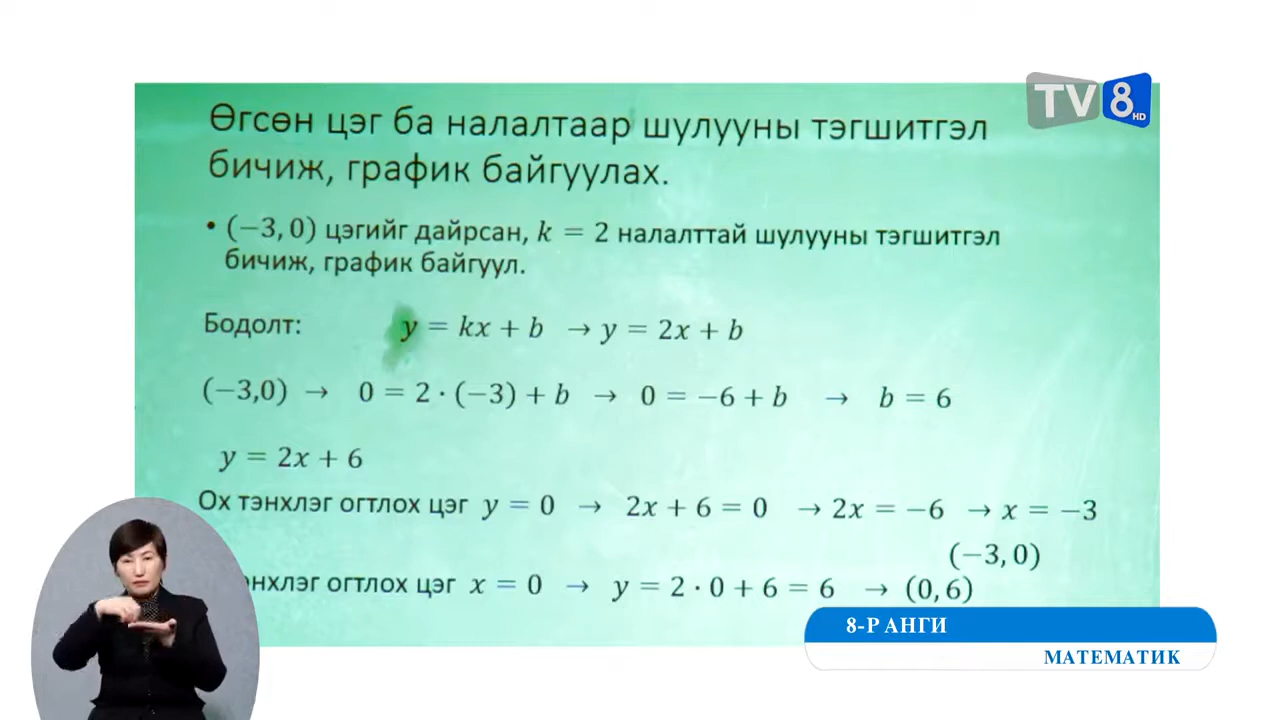 TV8 HD
Өгсөн цэг ба налалтаар шулууны тэгшитгэл
бичиж, график байгуулах.
• (−3, 0) цэгийг дайрсан, k = 2 налалттай шулууны тэгшитгэл
бичиж, график байгуул.
Бодолт: y = kx + b → y = 2x + b
(−3,0) → 0 = 2 · (−3) + b → 0 = −6 + b → b = 6
y = 2x + 6
Ох тэнхлэг огтлох цэг y = 0 → 2x + 6 = 0 → 2x = −6 → x = −3
(−3, 0)
огтлох цэг x = 0 → y = 2 · 0 + 6 = 6 → (0, 6)
8-Р АНГИ
МАТЕМАТИК